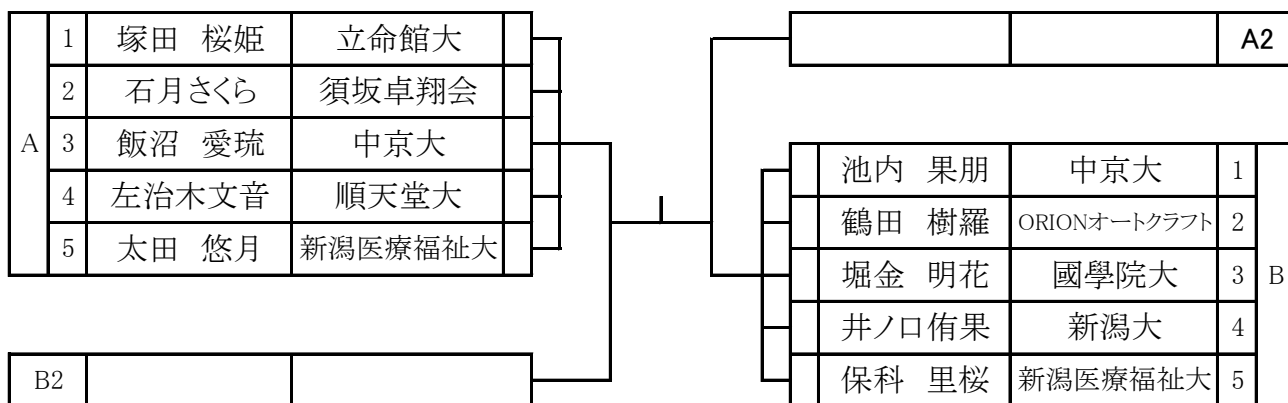 A
1 塚田 桜姫 立命館大
2 石月さくら 須坂卓翔会
3 飯沼 愛琉 中京大
4 左治木文音 順天堂大
5 太田 悠月 新潟医療福祉大
B2
A2
池内 果朋 中京大 1
鶴田 樹羅 ORIONオートクラフト 2
堀金 明花 國學院大 3
井ノ口侑果 新潟大 4
保科 里桜 新潟医療福祉大 5
B